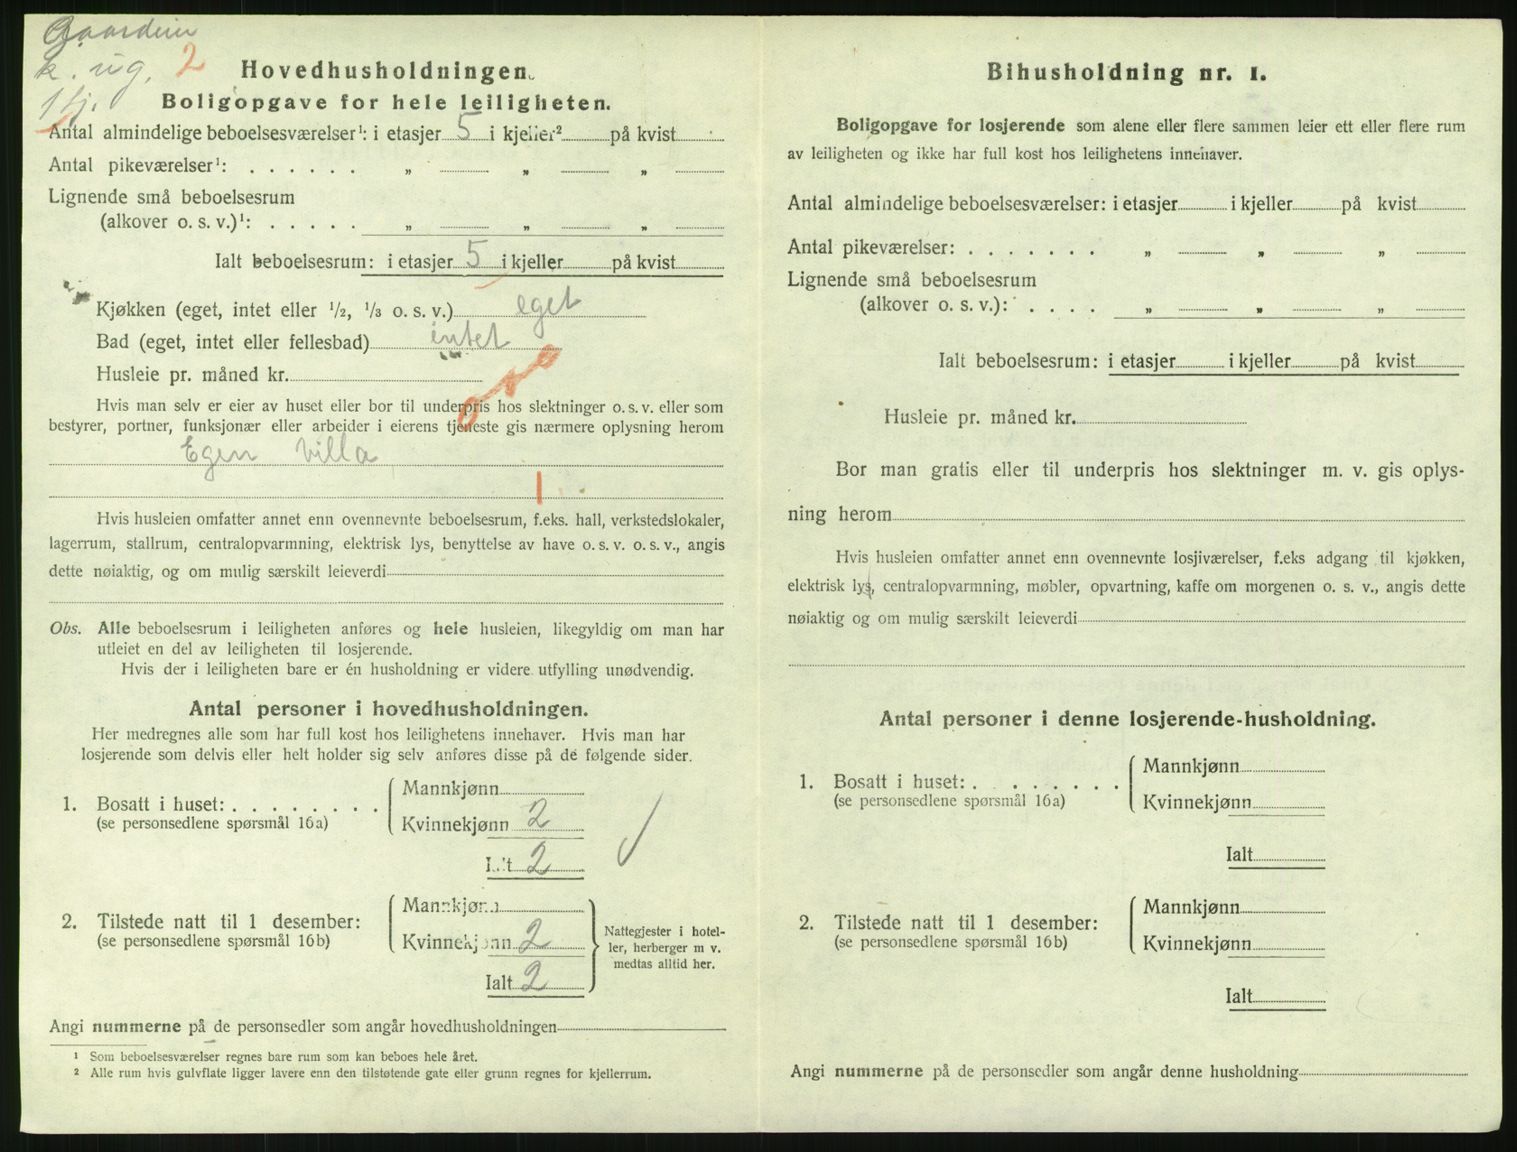 k. ug. 2
1 tj.
Hovedhusholdningen.
Boligopgave for hele leiligheten.
Antal almindelige beboelsesværelser¹: i etasjer 5 i kjeller² på kvist
Antal pikeværelser¹: . . . . . . „ „ „
Lignende små beboelsesrum
(alkover o. s. v.)¹: . . . . . „ „ „
Ialt beboelsesrum: i etasjer 5 i kjeller på kvist
Kjøkken (eget, intet eller ½, ⅓ o. s. v.) eget
Bad (eget, intet eller fellesbad) intet
Husleie pr. måned kr.
Hvis man selv er eier av huset eller bor til underpris hos slektninger o. s. v. eller som
bestyrer, portner, funksjonær eller arbeider i eierens tjeneste gis nærmere oplysning herom
Egen villa
1
Hvis husleien omfatter annet enn ovennevnte beboelsesrum, f.eks. hall, verkstedslokaler,
lagerrum, stallrum, centralopvarmning, elektrisk lys, benyttelse av have o. s. v. o. s. v., angis
dette nøiaktig, og om mulig særskilt leieverdi
Obs. Alle beboelsesrum i leiligheten anføres og hele husleien, likegyldig om man har
utleiet en del av leiligheten til losjerende.
Hvis der i leiligheten bare er én husholdning er videre utfylling unødvendig.
Antal personer i hovedhusholdningen.
Her medregnes alle som har full kost hos leilighetens innehaver. Hvis man har
losjerende som delvis eller helt holder sig selv anføres disse på de følgende sider.
1. Bosatt i huset: . . . . . . . .
(se personsedlene spørsmål 16a)
Mannkjønn
Kvinnekjønn 2
Ialt 2
2. Tilstede natt til 1 desember:
(se personsedlene spørsmål 16b)
Mannkjønn
Kvinnekjønn 2
Ialt 2
Nattegjester i hotel-
ler, herberger m v.
medtas alltid her.
Angi nummerne på de personsedler som angår hovedhusholdningen
¹ Som beboelsesværelser regnes bare rum som kan beboes hele året.
² Alle rum hvis gulvflate ligger lavere enn den tilstøtende gate eller grunn regnes for kjellerrum.
Bihusholdning nr. 1.
Boligopgave for losjerende som alene eller flere sammen leier ett eller flere rum
av leiligheten og ikke har full kost hos leilighetens innehaver.
Antal almindelige beboelsesværelser: i etasjer i kjeller på kvist
Antal pikeværelser: . . . . . . . „ „ „
Lignende små beboelsesrum
(alkover o. s. v.): . . . . „ „ „
Ialt beboelsesrum: i etasjer i kjeller på kvist
Husleie pr. måned kr.
Bor man gratis eller til underpris hos slektninger m. v. gis oplys-
ning herom
Hvis husleien omfatter annet enn ovennevnte losjiværelser, f.eks adgang til kjøkken,
elektrisk lys, centralopvarmning, møbler, opvartning, kaffe om morgenen o. s. v., angis dette
nøiaktig og om mulig særskilt leieverdi
Antal personer i denne losjerende-husholdning.
1. Bosatt i huset: . . . . . . . .
(se personsedlene spørsmål 16a)
Mannkjønn
Kvinnekjønn
Ialt
2. Tilstede natt til 1 desember:
(se personsedlene spørsmål 16b)
Mannkjønn
Kvinnekjønn
Ialt
Angi nummerne på de personsedler som angår denne husholdning